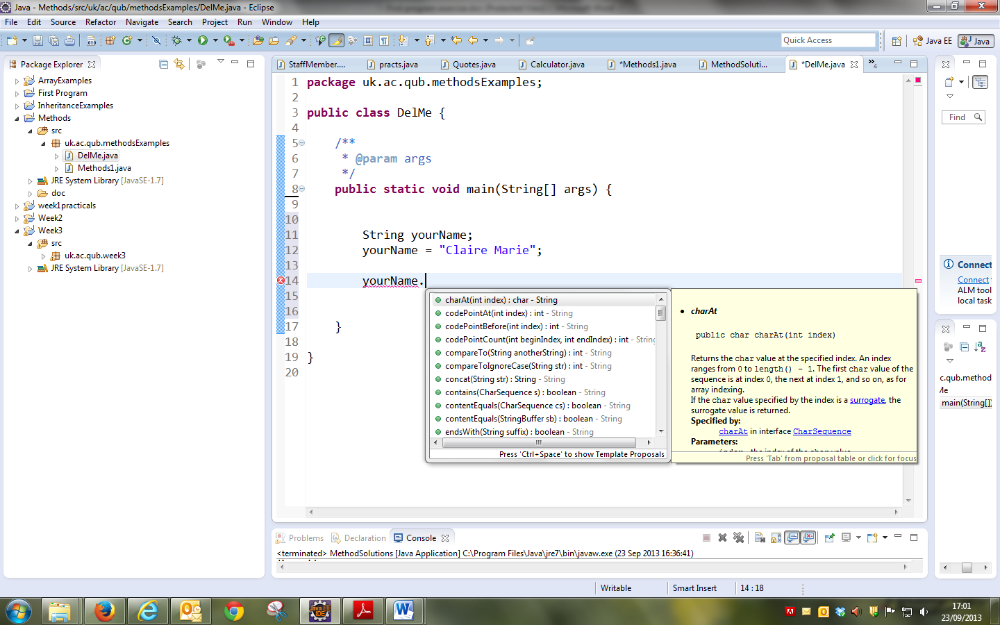 Java - Methods/src/uk/ac/qub/methodsExamples/DelMe.java - Eclipse
File Edit Source Refactor Navigate Search Project Run Window Help
Quick Access
Java EE
Java
Package Explorer
ArrayExamples
First Program
InheritanceExamples
Methods
src
uk.ac.qub.methodsExamples
DelMe.java
Methods1.java
JRE System Library [JavaSE-1.7]
doc
week1practicals
Week2
Week3
src
uk.ac.qub.week3
JRE System Library [JavaSE-1.7]
StaffMember.... practs.java Quotes.java Calculator.java *Methods1.java MethodSoluti... *DelMe.java »4
1 package uk.ac.qub.methodsExamples;
2
3 public class DelMe {
4
5 /**
6 * @param args
7 */
8 public static void main(String[] args) {
9
10
11 String yourName;
12 yourName = "Claire Marie";
13
14 yourName.
15
16
17 }
18
19 }
20
charAt(int index) : char - String
codePointAt(int index) : int - String
codePointBefore(int index) : int - String
codePointCount(int beginIndex, int endIndex) : int - String
compareTo(String anotherString) : int - String
compareToIgnoreCase(String str) : int - String
concat(String str) : String - String
contains(CharSequence s) : boolean - String
contentEquals(CharSequence cs) : boolean - String
contentEquals(StringBuffer sb) : boolean - String
endsWith(String suffix) : boolean - String
Press 'Ctrl+Space' to show Template Proposals
• charAt
public char charAt(int index)
Returns the char value at the specified index. An index
ranges from 0 to length() - 1. The first char value of the
sequence is at index 0, the next at index 1, and so on, as for
array indexing.
If the char value specified by the index is a surrogate, the
surrogate value is returned.
Specified by:
charAt in interface CharSequence
Parameters:
Press 'Tab' from proposal table or click for focus
Find
Connect
Connect
ALM tool
local task
c.qub.method
Me
main(String[])
Problems Declaration Console
<terminated> MethodSolutions [Java Application] C:\Program Files\Java\jre7\bin\javaw.exe (23 Sep 2013 16:36:41)
Writable Smart Insert 14 : 18
Java EE
IDE
17:01
23/09/2013